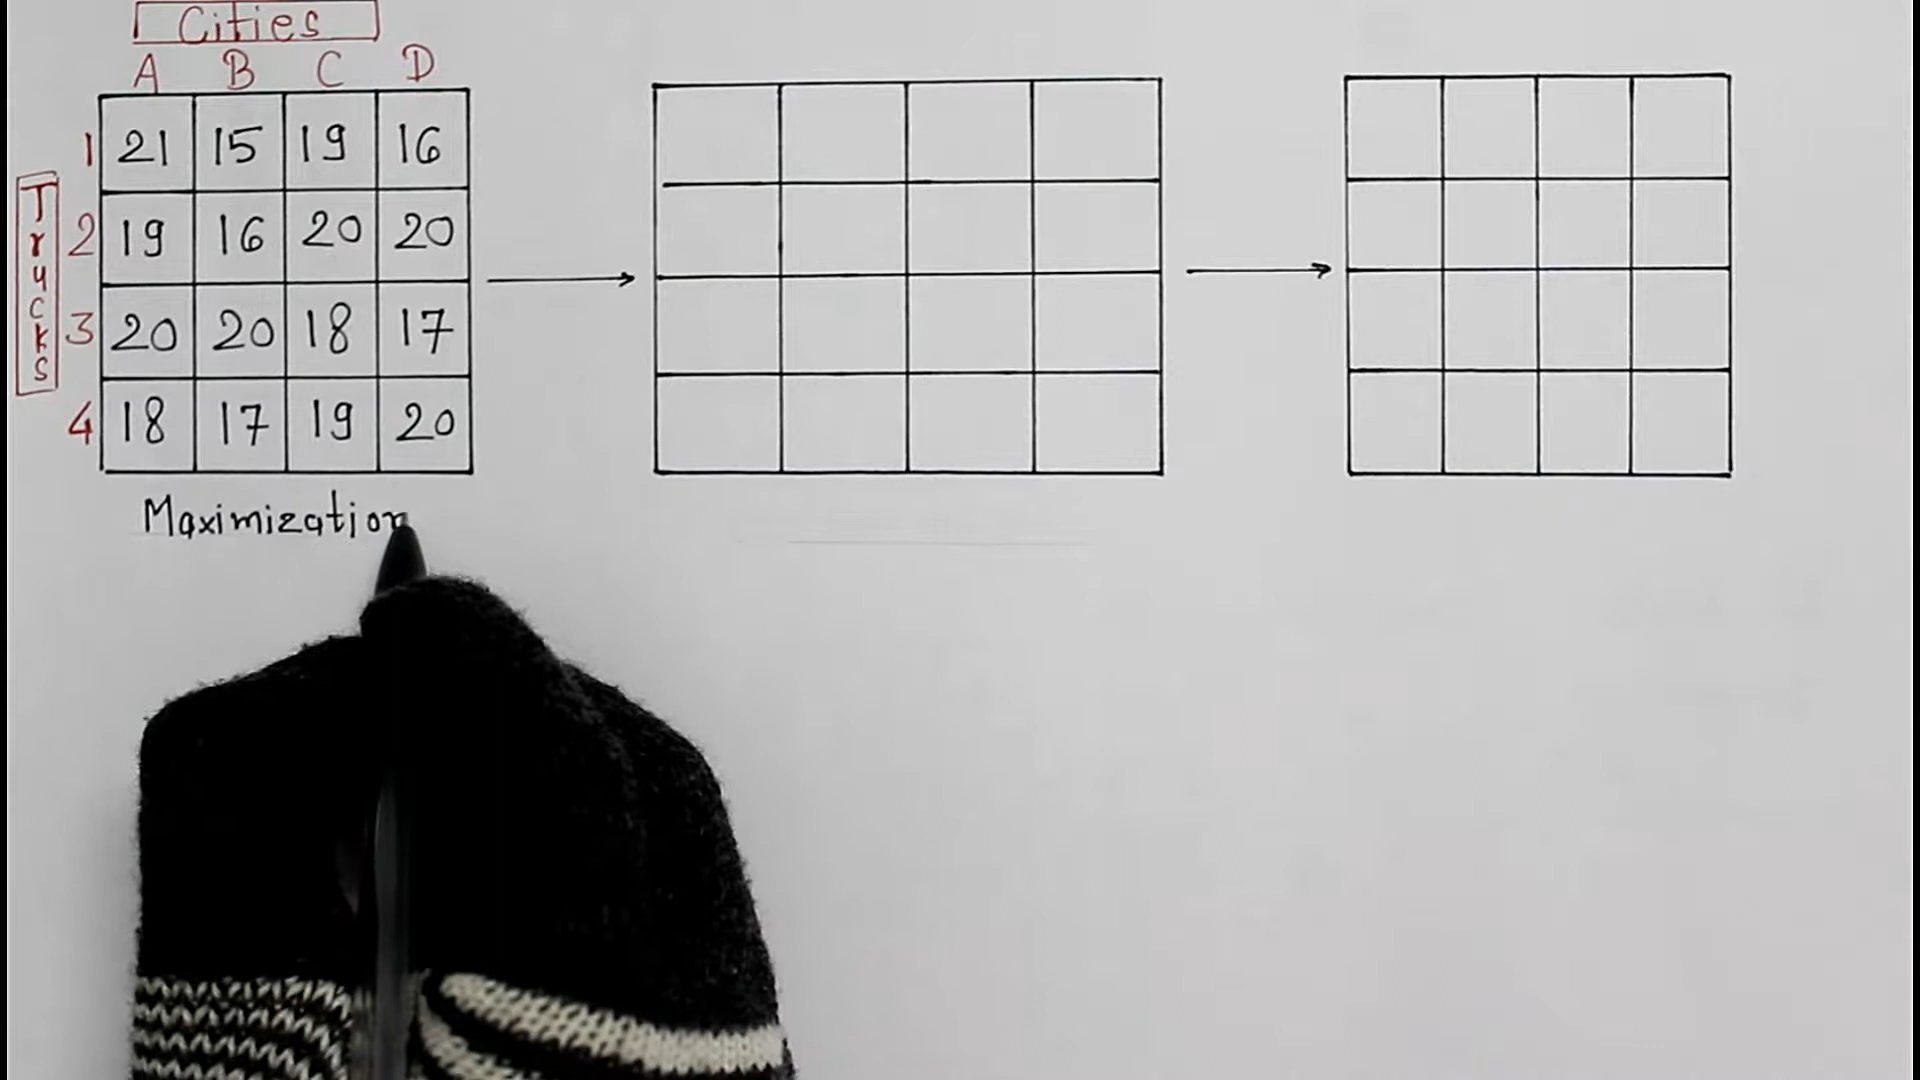 Cities
A B C D
Trucks
1 21 15 19 16
2 19 16 20 20
3 20 20 18 17
4 18 17 19 20
Maximization